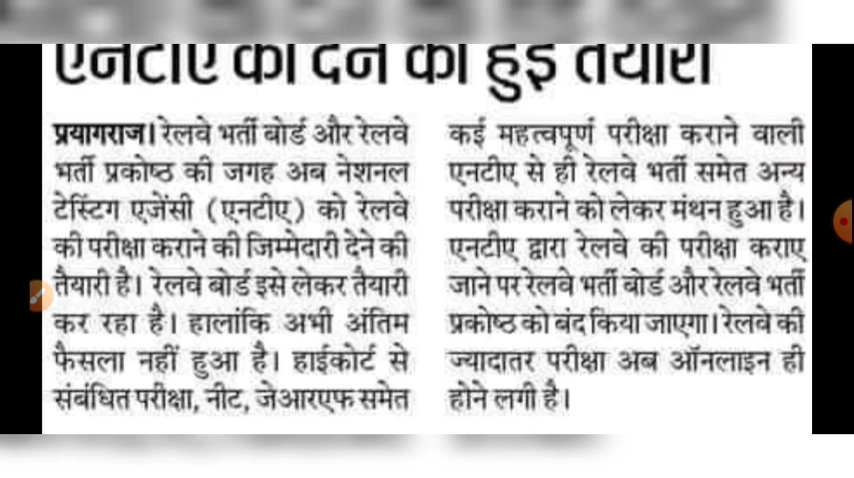 एनटीए को देने की हुई तैयारी
प्रयागराज। रेलवे भर्ती बोर्ड और रेलवे
भर्ती प्रकोष्ठ की जगह अब नेशनल
टेस्टिंग एजेंसी (एनटीए) को रेलवे
की परीक्षा कराने की जिम्मेदारी देने की
तैयारी है। रेलवे बोर्ड इसे लेकर तैयारी
कर रहा है। हालांकि अभी अंतिम
फैसला नहीं हुआ है। हाईकोर्ट से
संबंधित परीक्षा, नीट, जेआरएफ समेत
कई महत्वपूर्ण परीक्षा कराने वाली
एनटीए से ही रेलवे भर्ती समेत अन्य
परीक्षा कराने को लेकर मंथन हुआ है।
एनटीए द्वारा रेलवे की परीक्षा कराए
जाने पर रेलवे भर्ती बोर्ड और रेलवे भर्ती
प्रकोष्ठ को बंद किया जाएगा। रेलवे की
ज्यादातर परीक्षा अब ऑनलाइन ही
होने लगी है।